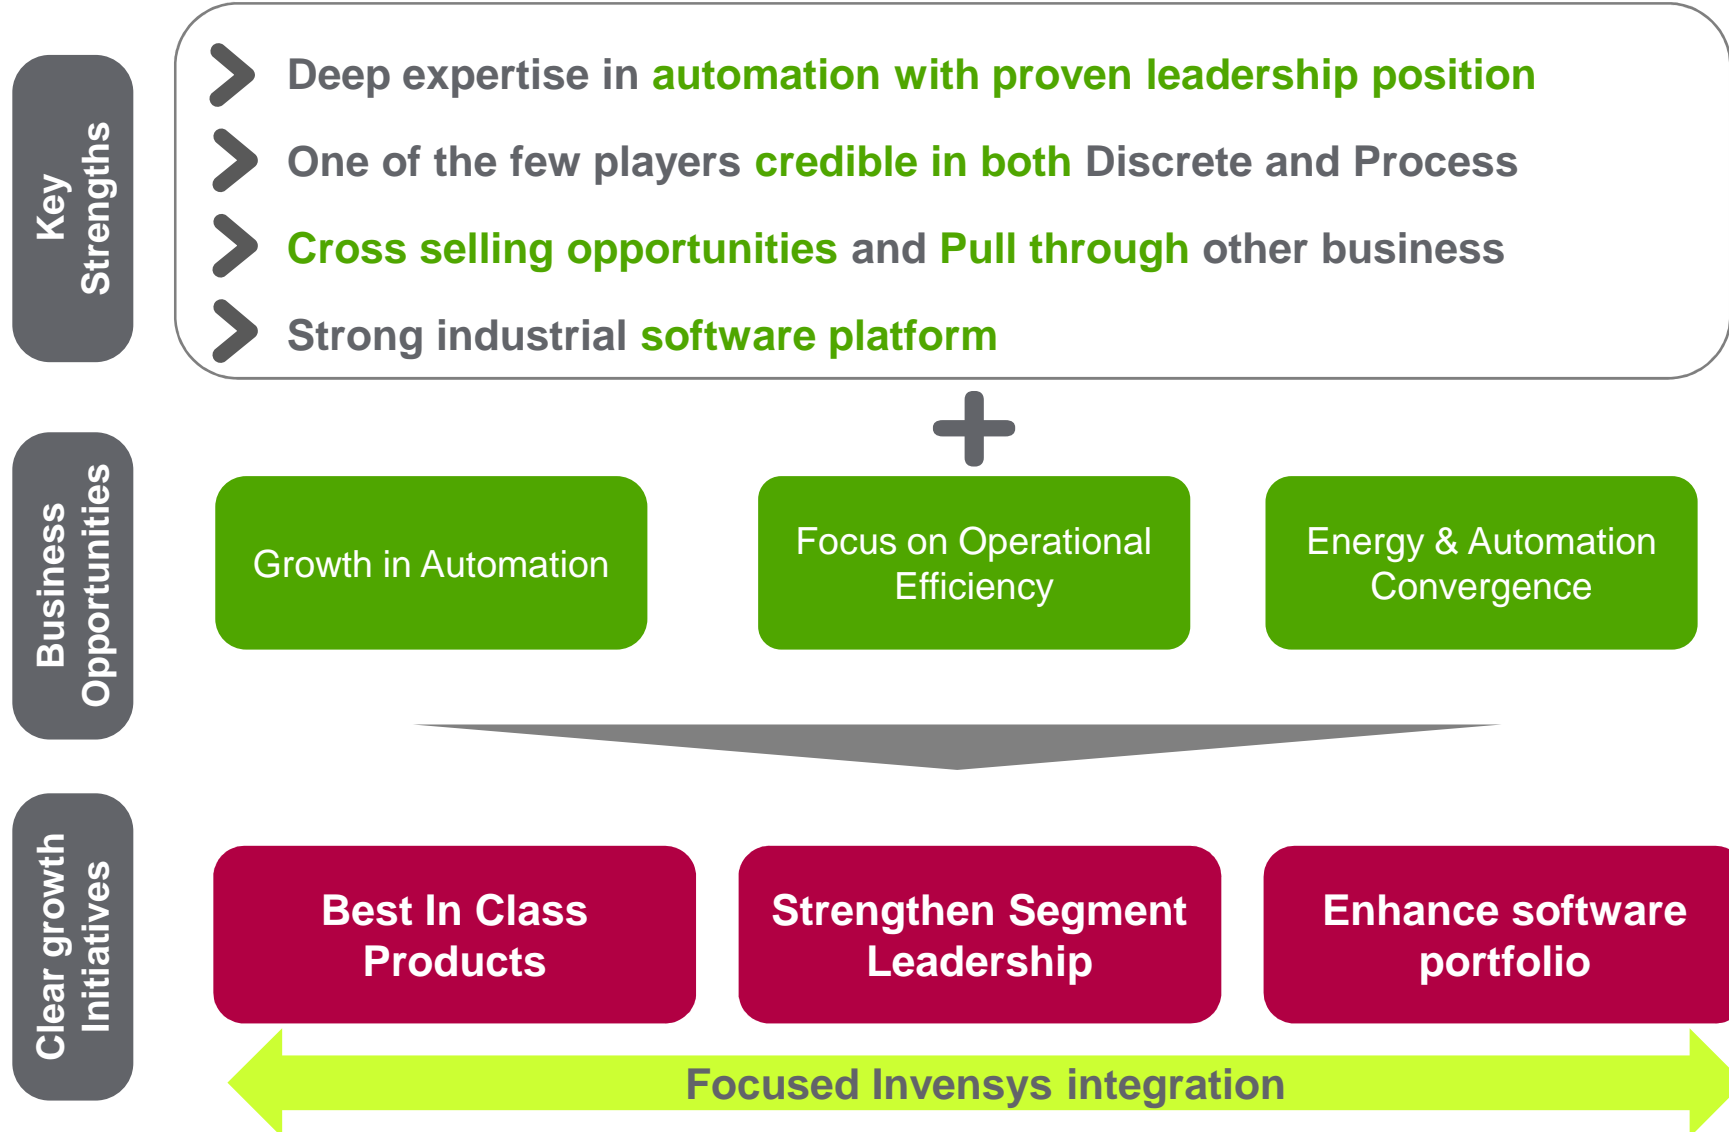 Key
Strengths
Deep expertise in automation with proven leadership position
One of the few players credible in both Discrete and Process
Cross selling opportunities and Pull through other business
Strong industrial software platform
Business
Opportunities
Growth in Automation
Focus on Operational
Efficiency
Energy & Automation
Convergence
Clear growth
Initiatives
Best In Class
Products
Strengthen Segment
Leadership
Enhance software
portfolio
Focused Invensys integration